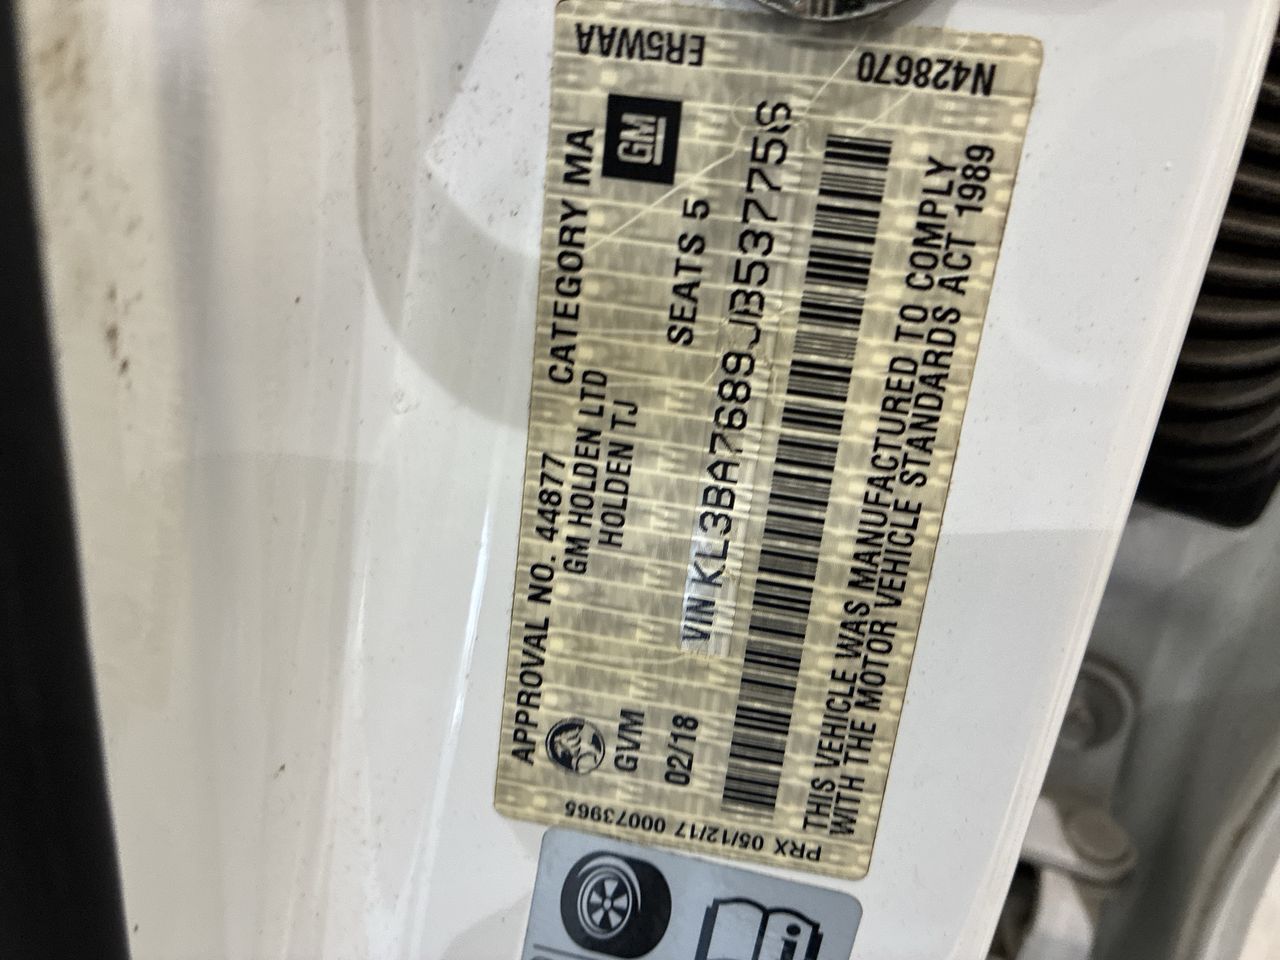 ER5WAA
N428670
APPROVAL NO. 44877 CATEGORY MA
GM HOLDEN LTD
HOLDEN TJ
GM
GVM
02/18 SEATS 5
VIN KL3BA7689JB537756
THIS VEHICLE WAS MANUFACTURED TO COMPLY
WITH THE MOTOR VEHICLE STANDARDS ACT 1989
PRX 05/12/17 00073965
i